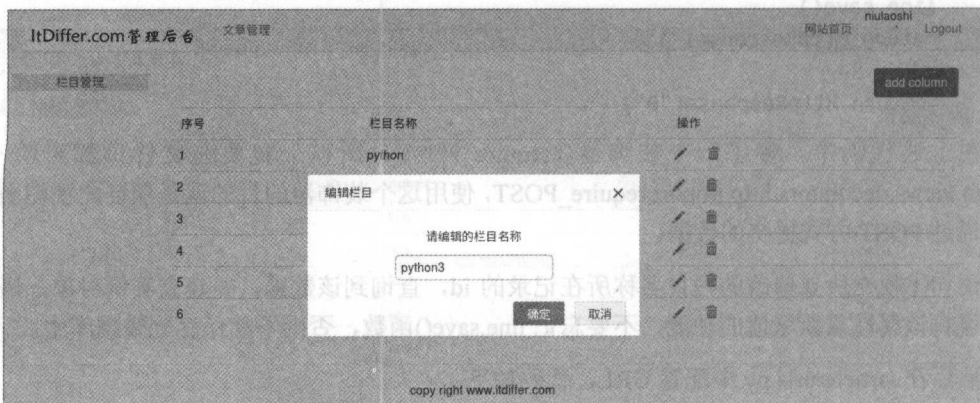 niulaoshi
ItDiffer.com管理后台 文章管理 网站首页 Logout
栏目管理 add column
序号 栏目名称 操作
1 python
2
编辑栏目 ×
3
请编辑的栏目名称
4
python3
5
6
确定 取消
copy right www.itdiffer.com